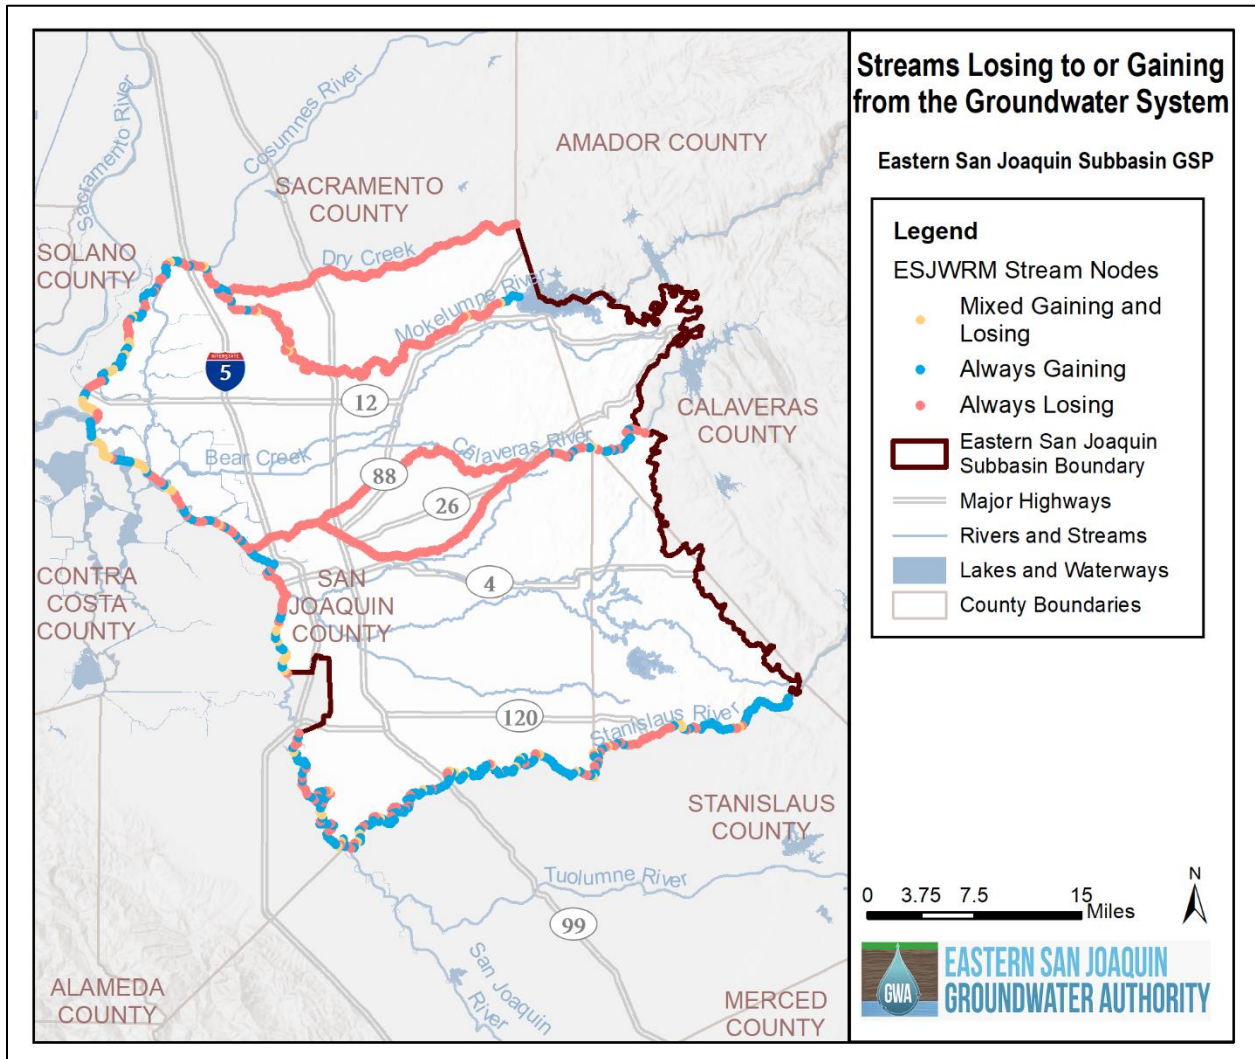 Streams Losing to or Gaining
from the Groundwater System
Eastern San Joaquin Subbasin GSP
Legend
ESJWRM Stream Nodes
Mixed Gaining and
Losing
Always Gaining
Always Losing
Eastern San Joaquin
Subbasin Boundary
Major Highways
Rivers and Streams
Lakes and Waterways
County Boundaries
N
0 3.75 7.5 15
Miles
GWA
EASTERN SAN JOAQUIN
GROUNDWATER AUTHORITY
Sacramento River
Cosumnes River
AMADOR COUNTY
SACRAMENTO
COUNTY
SOLANO
COUNTY
Dry Creek
Mokelumne River
INTERSTATE
5
12
CALAVERAS
COUNTY
Calaveras River
Bear Creek
88
26
CONTRA
COSTA
COUNTY
SAN
JOAQUIN
COUNTY
4
120
Stanislaus River
STANISLAUS
COUNTY
Tuolumne River
99
San Joaquin
River
ALAMEDA
COUNTY
MERCED
COUNTY